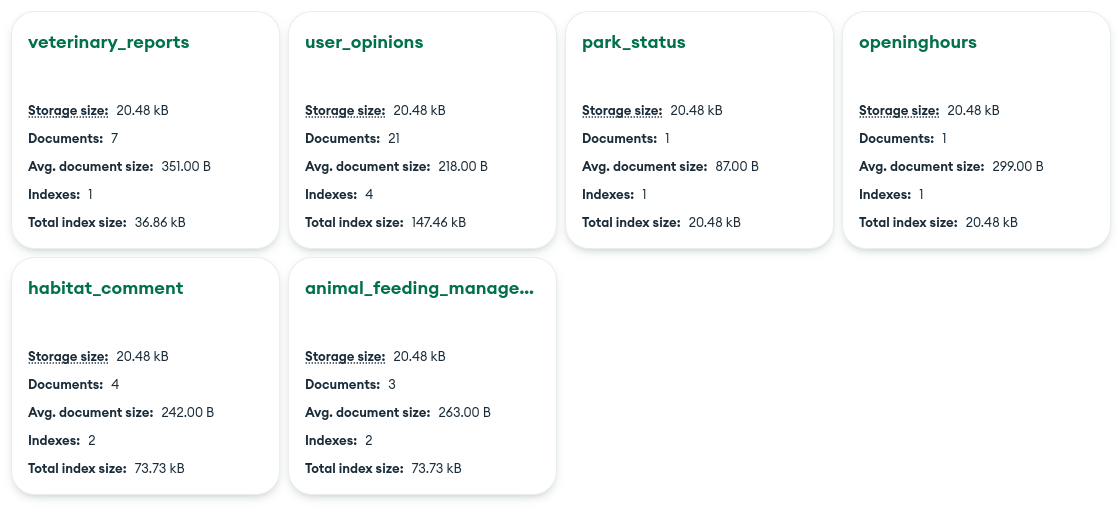 veterinary_reports
Storage size: 20.48 kB
Documents: 7
Avg. document size: 351.00 B
Indexes: 1
Total index size: 36.86 kB
user_opinions
Storage size: 20.48 kB
Documents: 21
Avg. document size: 218.00 B
Indexes: 4
Total index size: 147.46 kB
park_status
Storage size: 20.48 kB
Documents: 1
Avg. document size: 87.00 B
Indexes: 1
Total index size: 20.48 kB
openinghours
Storage size: 20.48 kB
Documents: 1
Avg. document size: 299.00 B
Indexes: 1
Total index size: 20.48 kB
habitat_comment
Storage size: 20.48 kB
Documents: 4
Avg. document size: 242.00 B
Indexes: 2
Total index size: 73.73 kB
animal_feeding_manage...
Storage size: 20.48 kB
Documents: 3
Avg. document size: 263.00 B
Indexes: 2
Total index size: 73.73 kB